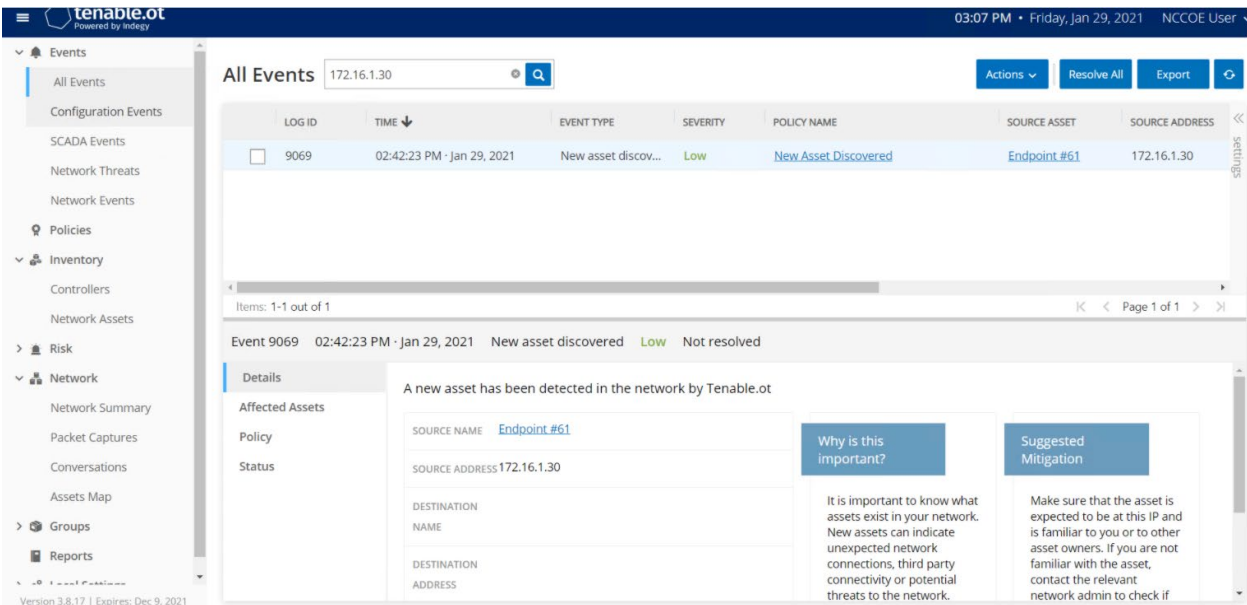 tenable.ot
Powered by Indegy
03:07 PM • Friday, Jan 29, 2021 NCCOE User
Events
All Events
Configuration Events
SCADA Events
Network Threats
Network Events
Policies
Inventory
Controllers
Network Assets
Risk
Network
Network Summary
Packet Captures
Conversations
Assets Map
Groups
Reports
Local Settings
Version 3.8.17 | Expires: Dec 9, 2021
All Events 172.16.1.30
Actions Resolve All Export
LOG ID TIME EVENT TYPE SEVERITY POLICY NAME SOURCE ASSET SOURCE ADDRESS
9069 02:42:23 PM · Jan 29, 2021 New asset discov... Low New Asset Discovered Endpoint #61 172.16.1.30
settings
Items: 1-1 out of 1 Page 1 of 1
Event 9069 02:42:23 PM · Jan 29, 2021 New asset discovered Low Not resolved
Details
Affected Assets
Policy
Status
A new asset has been detected in the network by Tenable.ot
SOURCE NAME Endpoint #61
SOURCE ADDRESS 172.16.1.30
DESTINATION
NAME
DESTINATION
ADDRESS
Why is this
important?
It is important to know what
assets exist in your network.
New assets can indicate
unexpected network
connections, third party
connectivity or potential
threats to the network.
Suggested
Mitigation
Make sure that the asset is
expected to be at this IP and
is familiar to you or to other
asset owners. If you are not
familiar with the asset,
contact the relevant
network admin to check if